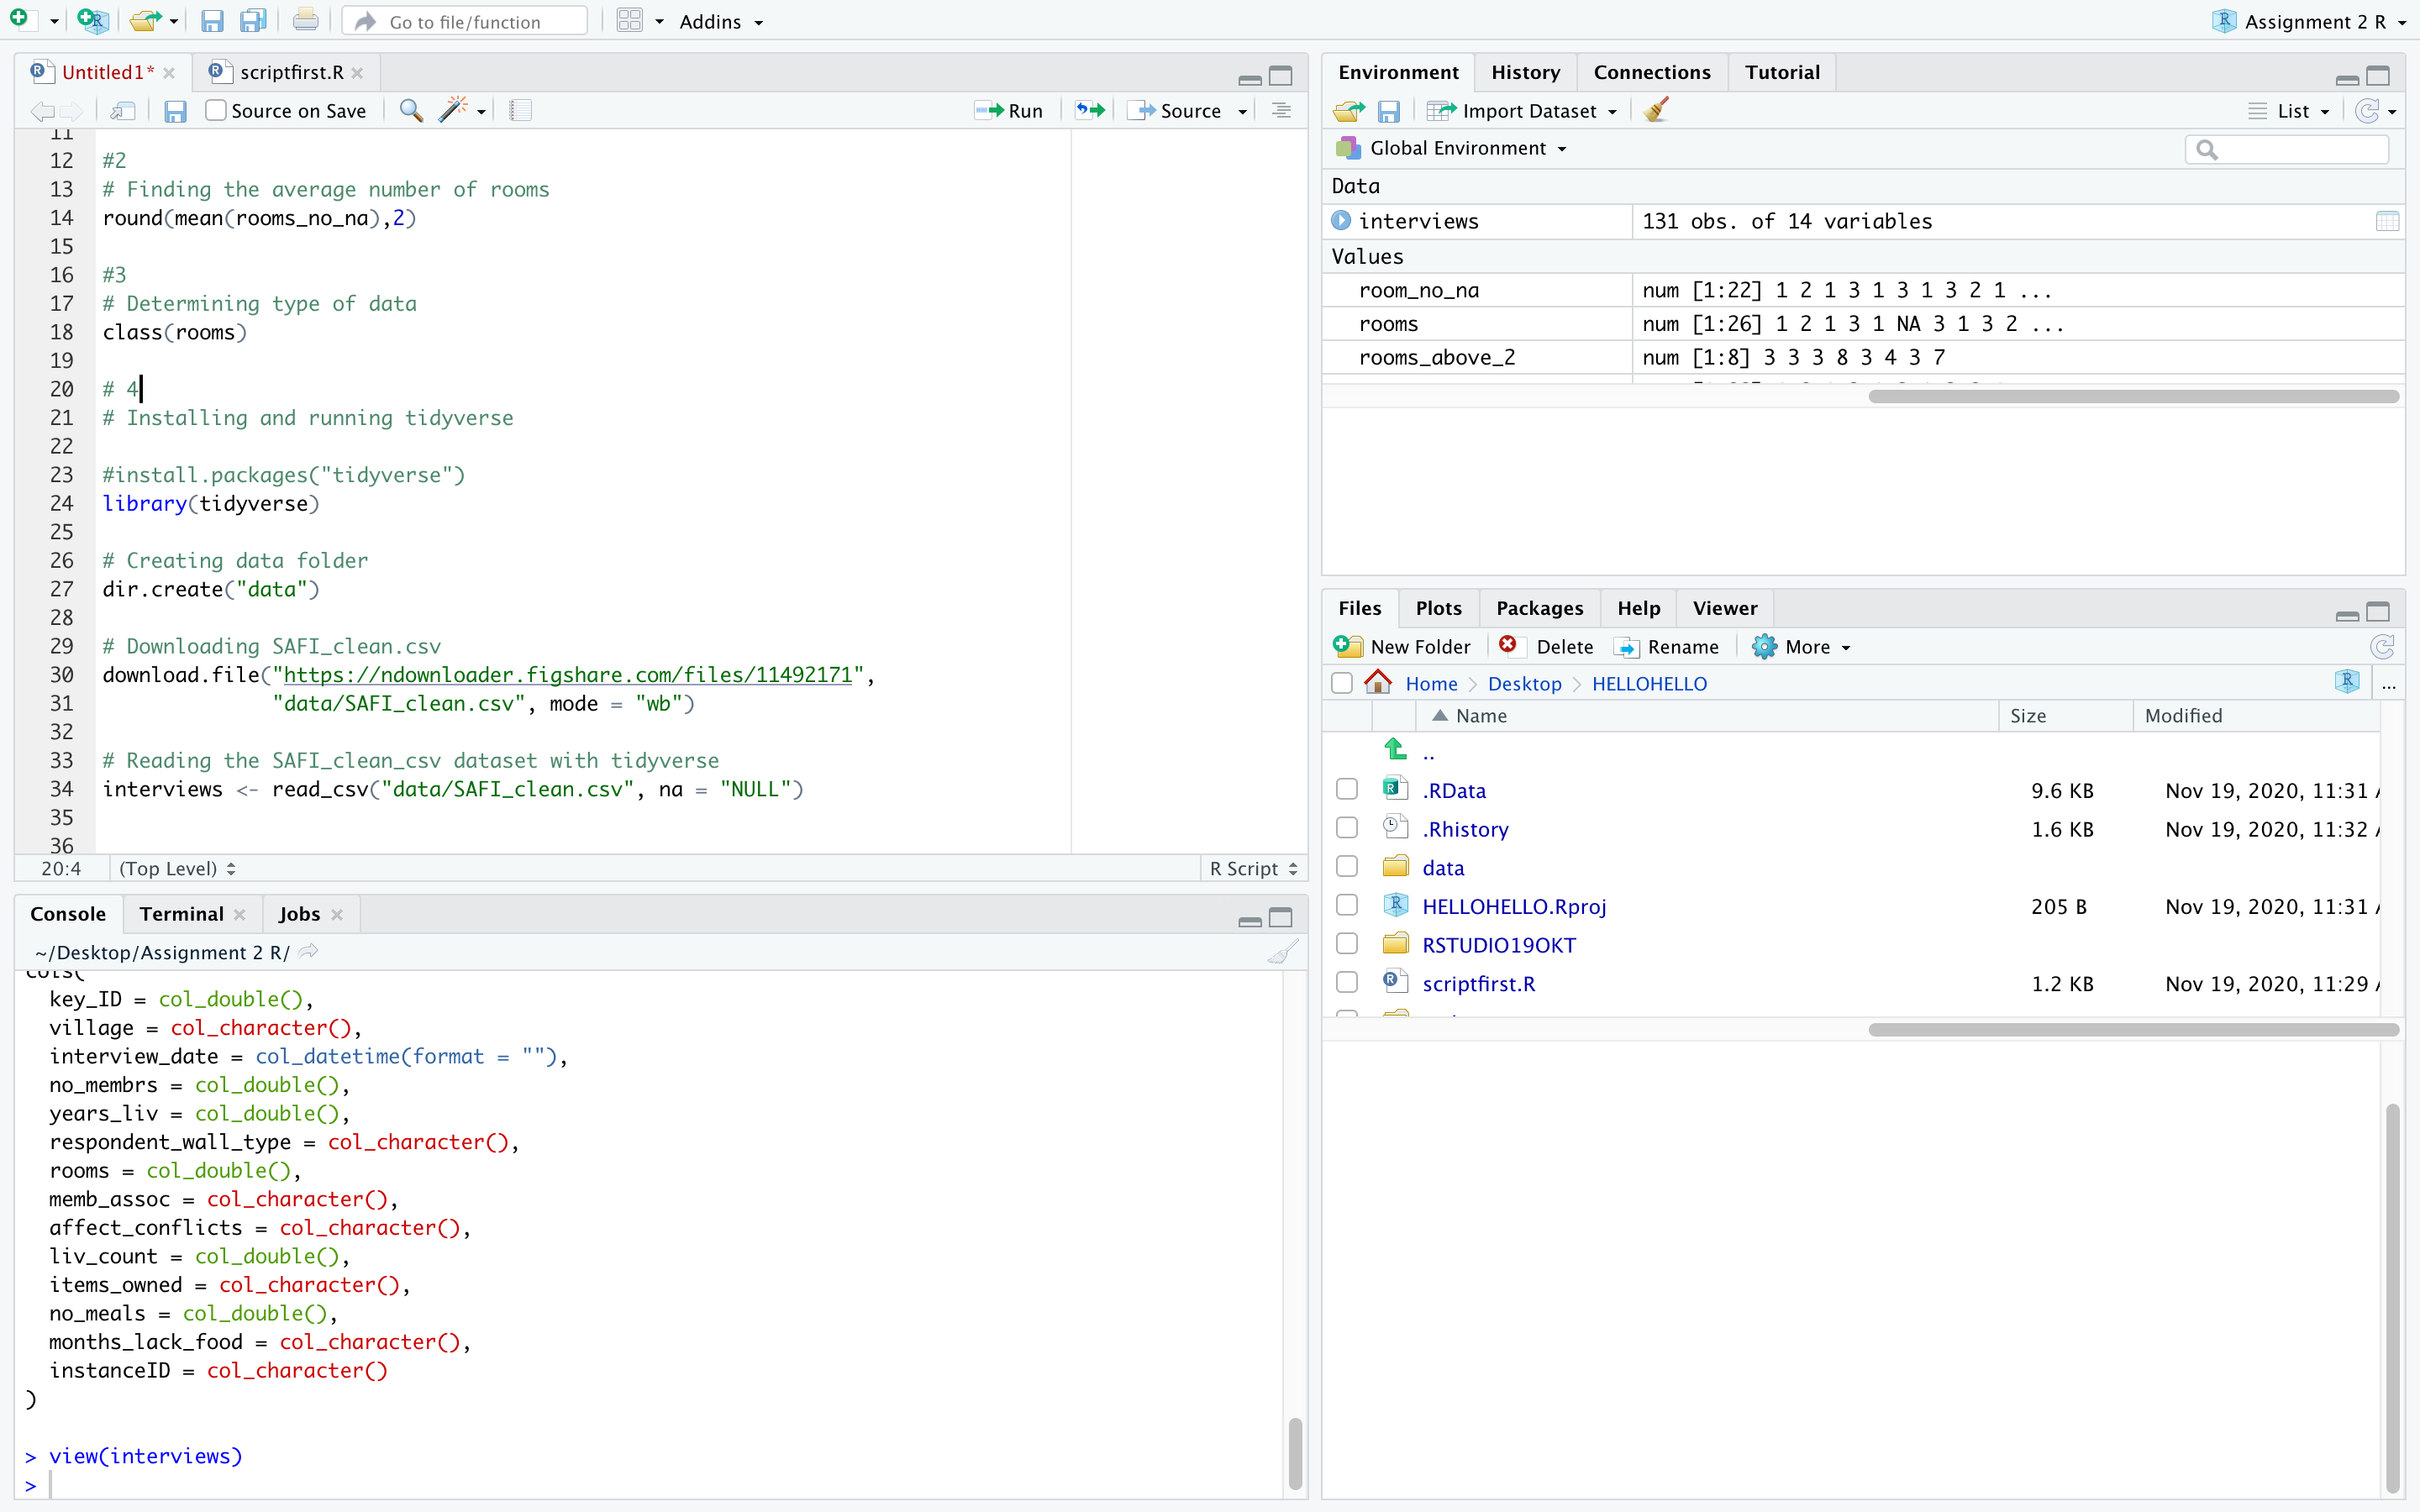 Go to file/function
Addins
Assignment 2 R
Untitled1*
scriptfirst.R
Source on Save
Run
Source
11
12 #2
13 # Finding the average number of rooms
14 round(mean(rooms_no_na),2)
15
16 #3
17 # Determining type of data
18 class(rooms)
19
20 # 4
21 # Installing and running tidyverse
22
23 #install.packages("tidyverse")
24 library(tidyverse)
25
26 # Creating data folder
27 dir.create("data")
28
29 # Downloading SAFI_clean.csv
30 download.file("https://ndownloader.figshare.com/files/11492171",
31 "data/SAFI_clean.csv", mode = "wb")
32
33 # Reading the SAFI_clean_csv dataset with tidyverse
34 interviews <- read_csv("data/SAFI_clean.csv", na = "NULL")
35
36
20:4 (Top Level) R Script
Console Terminal Jobs
~/Desktop/Assignment 2 R/
cols(
key_ID = col_double(),
village = col_character(),
interview_date = col_datetime(format = ""),
no_membrs = col_double(),
years_liv = col_double(),
respondent_wall_type = col_character(),
rooms = col_double(),
memb_assoc = col_character(),
affect_conflicts = col_character(),
liv_count = col_double(),
items_owned = col_character(),
no_meals = col_double(),
months_lack_food = col_character(),
instanceID = col_character()
)
> view(interviews)
>
Environment History Connections Tutorial
Import Dataset List
Global Environment
Data
interviews 131 obs. of 14 variables
Values
room_no_na num [1:22] 1 2 1 3 1 3 1 3 2 1 ...
rooms num [1:26] 1 2 1 3 1 NA 3 1 3 2 ...
rooms_above_2 num [1:8] 3 3 3 8 3 4 3 7
Files Plots Packages Help Viewer
New Folder Delete Rename More
Home > Desktop > HELLOHELLO ...
Name Size Modified
..
.RData 9.6 KB Nov 19, 2020, 11:31
.Rhistory 1.6 KB Nov 19, 2020, 11:32
data
HELLOHELLO.Rproj 205 B Nov 19, 2020, 11:31
RSTUDIO19OKT
scriptfirst.R 1.2 KB Nov 19, 2020, 11:29